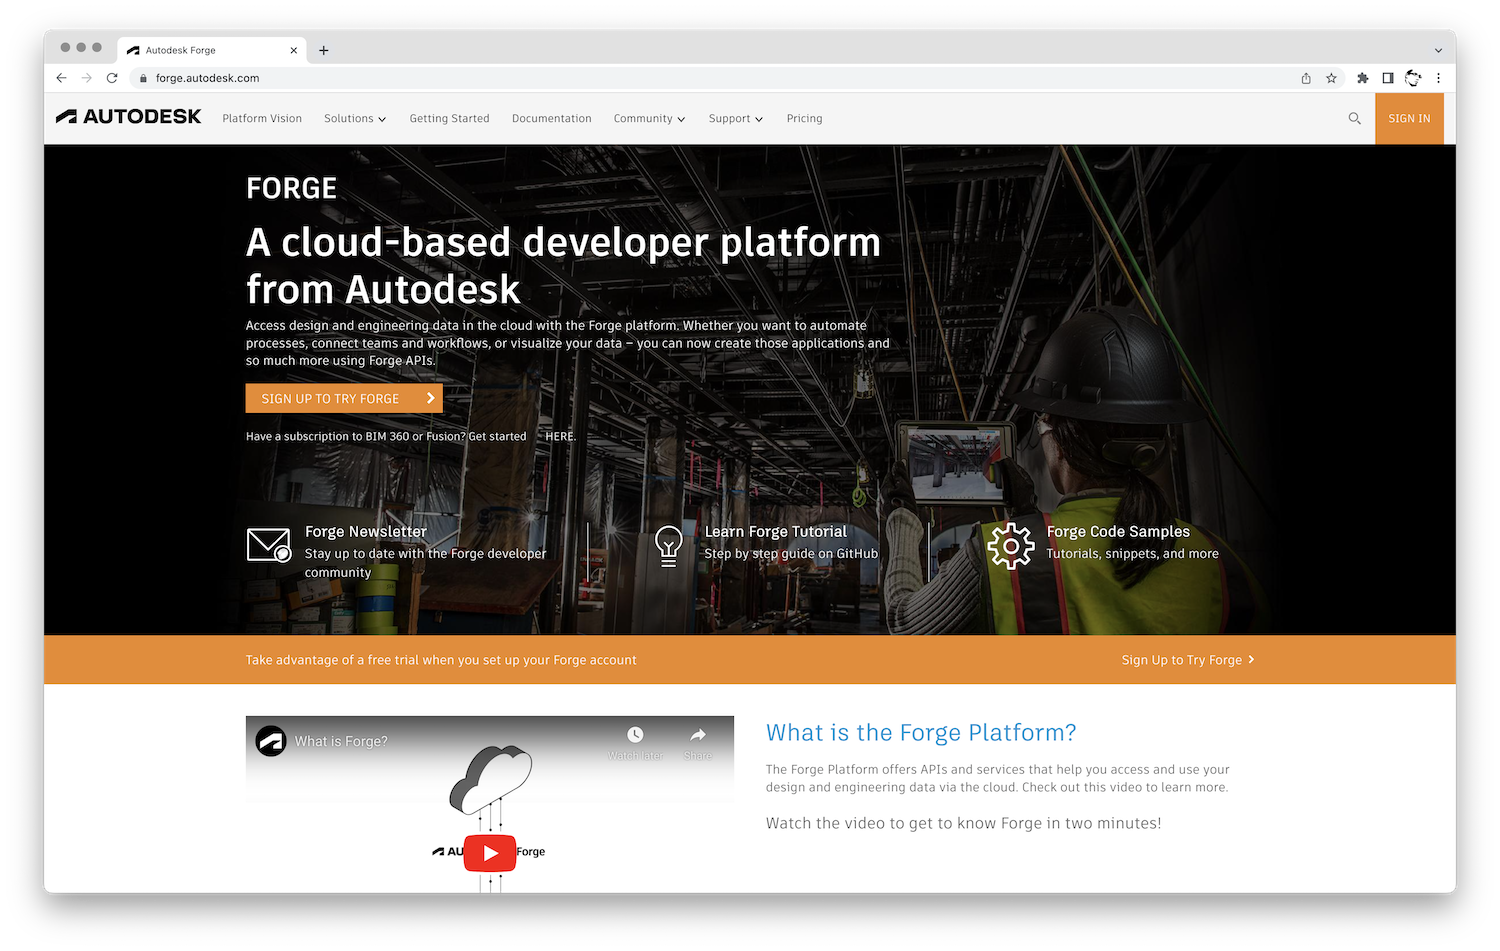 Autodesk Forge
forge.autodesk.com
AUTODESK Platform Vision Solutions Getting Started Documentation Community Support Pricing SIGN IN
FORGE
A cloud-based developer platform
from Autodesk
Access design and engineering data in the cloud with the Forge platform. Whether you want to automate
processes, connect teams and workflows, or visualize your data – you can now create those applications and
so much more using Forge APIs.
SIGN UP TO TRY FORGE
Have a subscription to BIM 360 or Fusion? Get started HERE.
Forge Newsletter
Stay up to date with the Forge developer
community
Learn Forge Tutorial
Step by step guide on GitHub
Forge Code Samples
Tutorials, snippets, and more
Take advantage of a free trial when you set up your Forge account
Sign Up to Try Forge
What is Forge?
Watch later
Share
AU Forge
What is the Forge Platform?
The Forge Platform offers APIs and services that help you access and use your
design and engineering data via the cloud. Check out this video to learn more.
Watch the video to get to know Forge in two minutes!